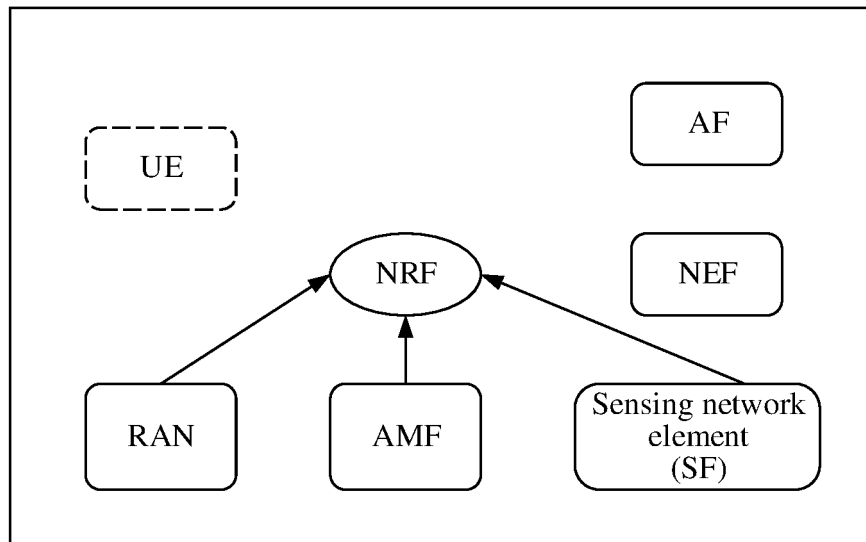 AF
UE
NRF
NEF
RAN
AMF
Sensing network
element
(SF)